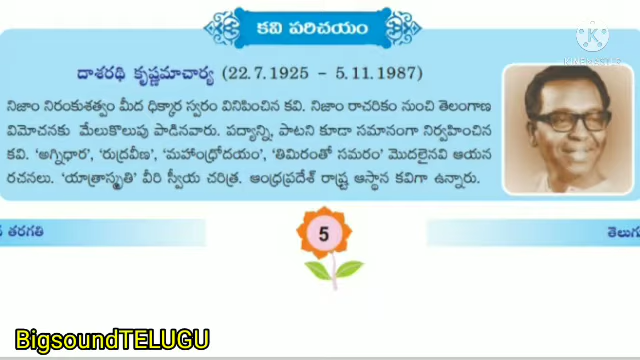 కవి పరిచయం
దాశరథి కృష్ణమాచార్య (22.7.1925 – 5.11.1987)
నిజాం నిరంకుశత్వం మీద ధిక్కార స్వరం వినిపించిన కవి. నిజాం రాచరికం నుంచి తెలంగాణ
విమోచనకు మేలుకొలుపు పాడినవారు. పద్యాన్ని, పాటని కూడా సమానంగా నిర్వహించిన
కవి. ‘అగ్నిధార’, ‘రుద్రవీణ’, ‘మహాంధ్రోదయం’, ‘తిమిరంతో సమరం’ మొదలైనవి ఆయన
రచనలు. ‘యాత్రాస్మృతి’ వీరి స్వీయ చరిత్ర. ఆంధ్రప్రదేశ్ రాష్ట్ర ఆస్థాన కవిగా ఉన్నారు.
తరగతి
5
తెలుగు
BigsoundTELUGU